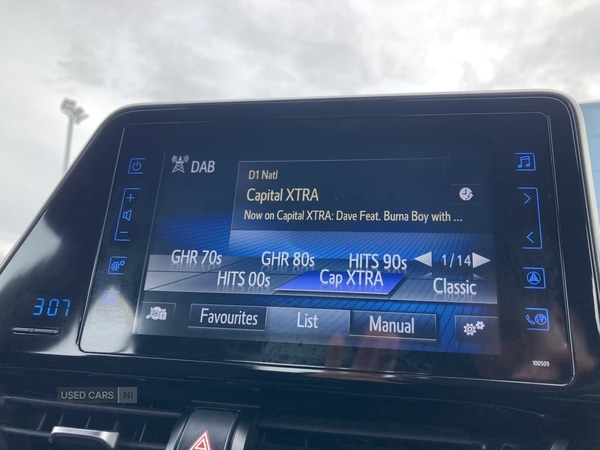 D1 Natl
DAB
Capital XTRA
Now on Capital XTRA: Dave Feat. Burna Boy with ...
GHR 70s GHR 80s HITS 90s 1/14
HITS 00s Cap XTRA Classic
Favourites List Manual
307
100509
USED CARS NI